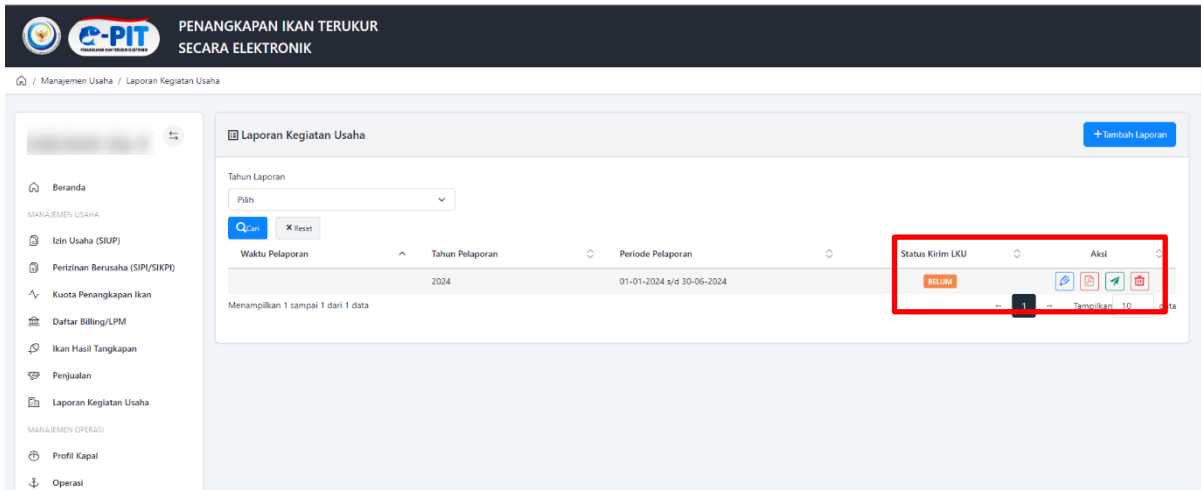 e-PIT
PENANGKAPAN IKAN TERUKUR
SECARA ELEKTRONIK
/ Manajemen Usaha / Laporan Kegiatan Usaha
Beranda
MANAJEMEN USAHA
Izin Usaha (SIUP)
Perizinan Berusaha (SIPI/SIKPI)
Kuota Penangkapan Ikan
Daftar Billing/LPM
Ikan Hasil Tangkapan
Penjualan
Laporan Kegiatan Usaha
MANAJEMEN OPERASI
Profil Kapal
Operasi
Laporan Kegiatan Usaha
+Tambah Laporan
Tahun Laporan
Pilih
Cari
× Reset
Waktu Pelaporan Tahun Pelaporan Periode Pelaporan Status Kirim LKU Aksi
2024 01-01-2024 s/d 30-06-2024 BELUM
Menampilkan 1 sampai 1 dari 1 data
← 1 → Tampilkan 10 data